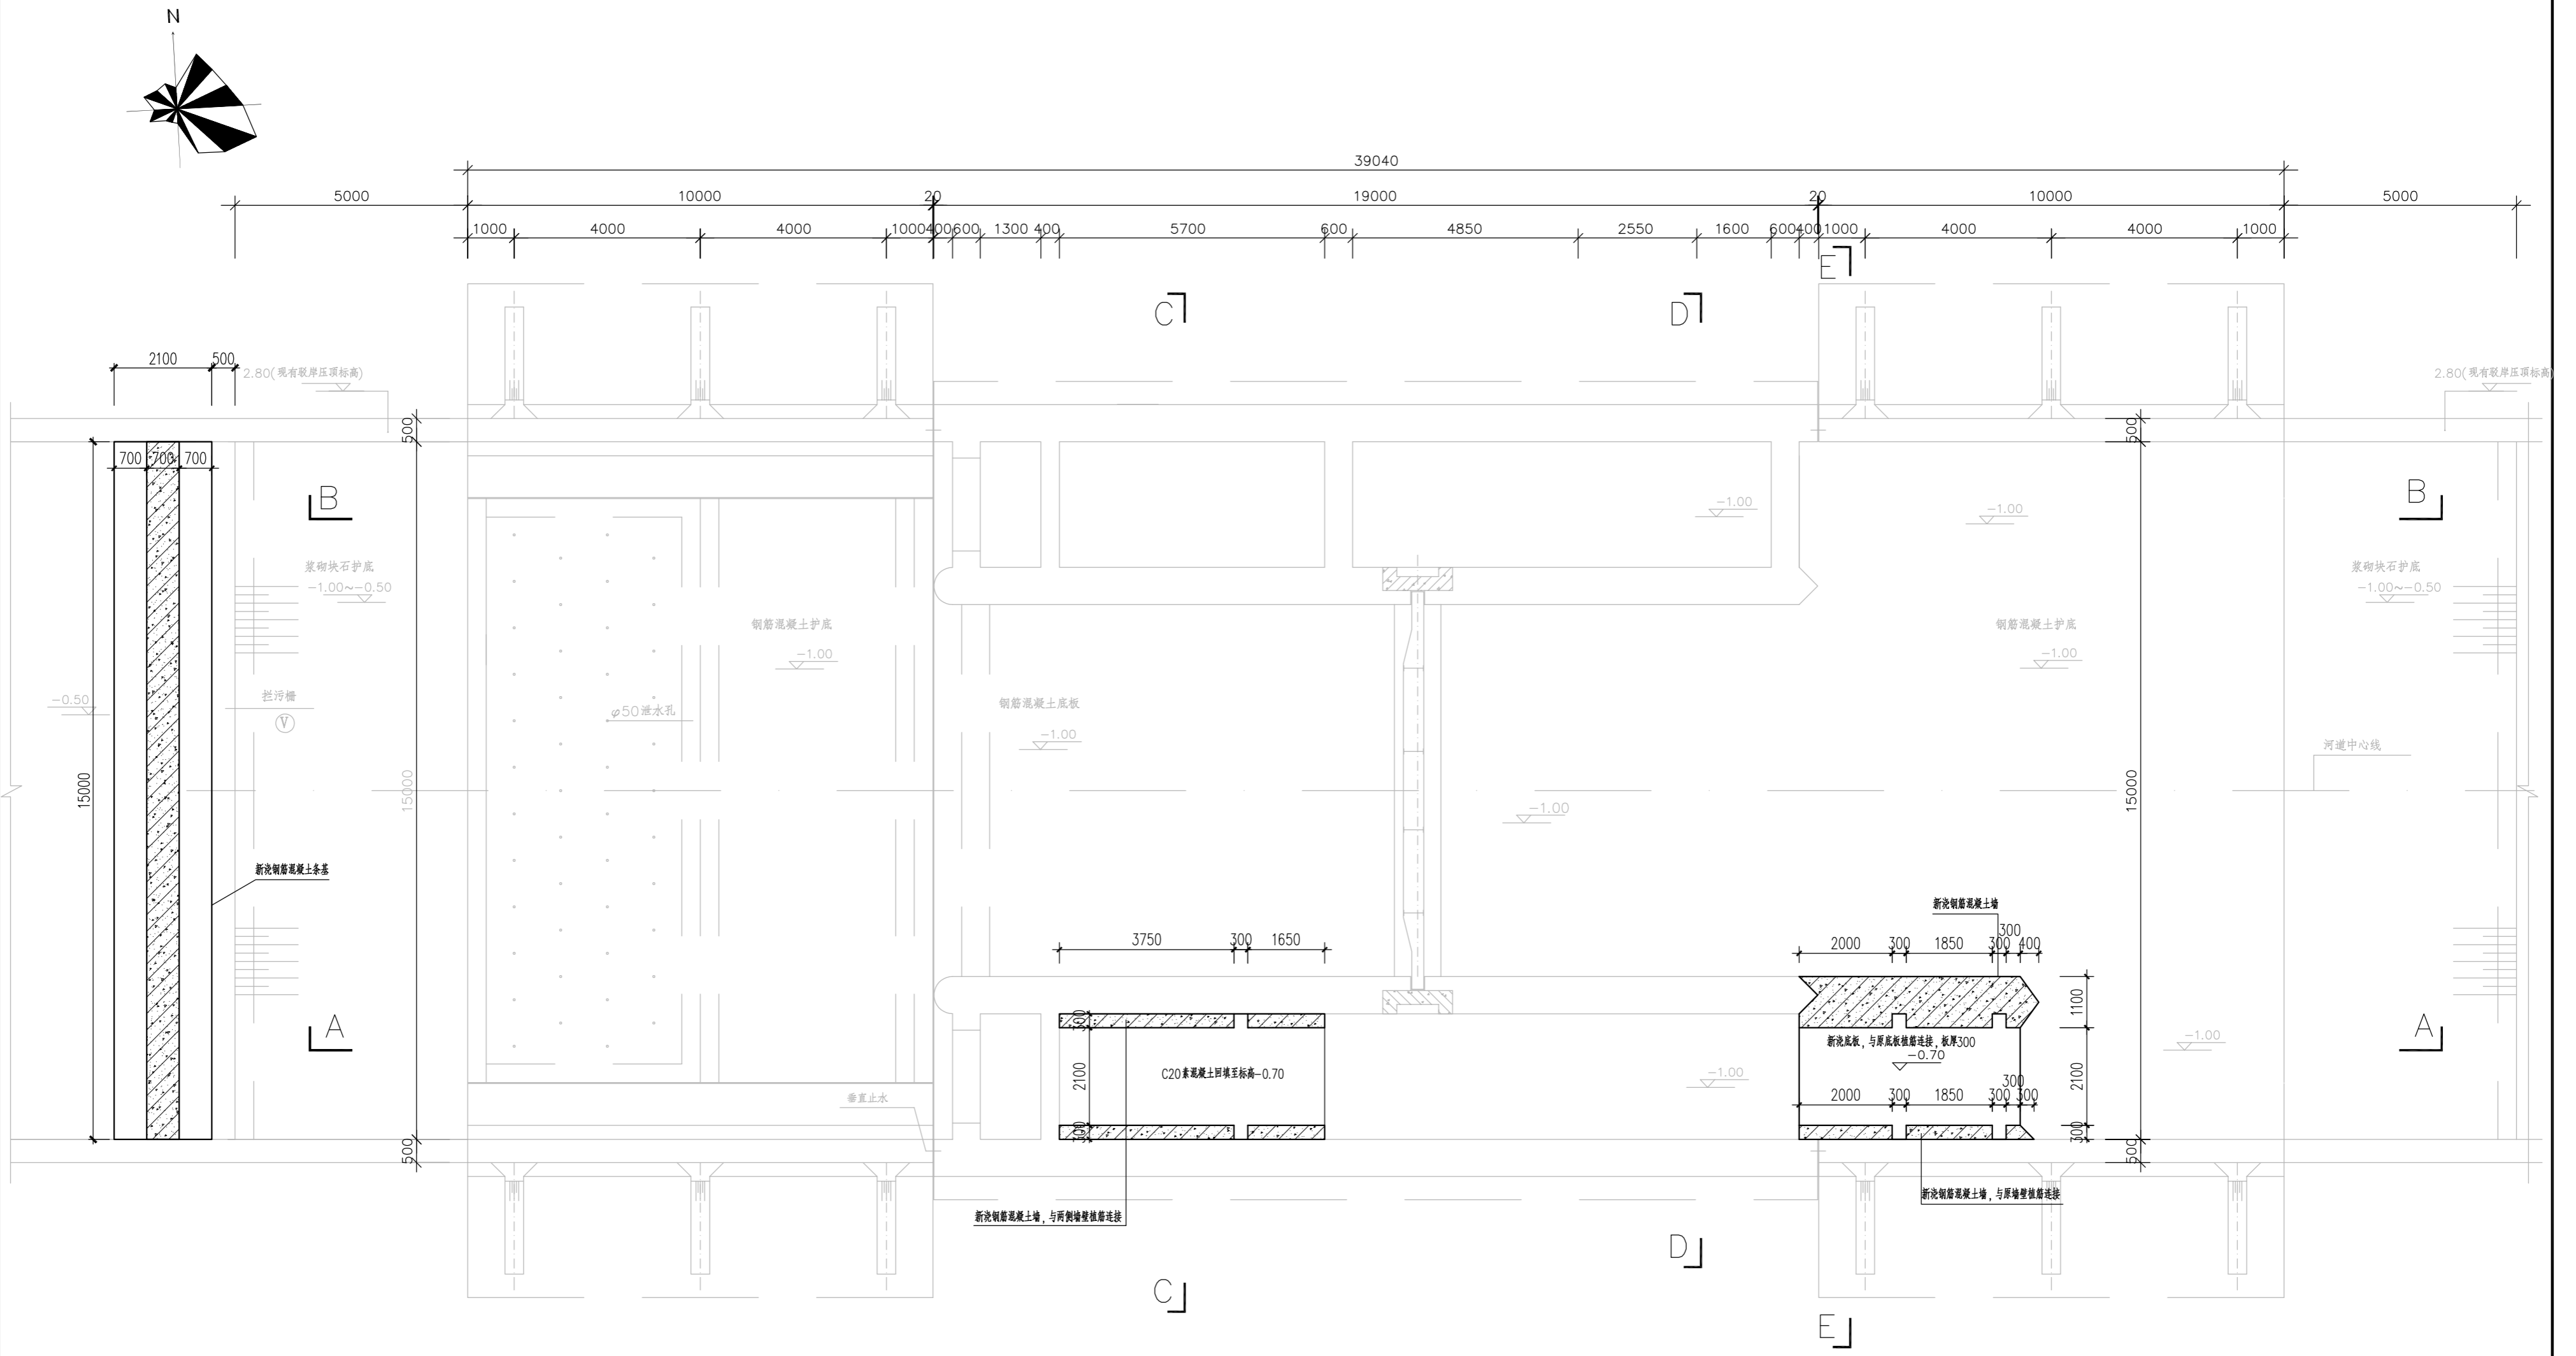 N
39040
5000 10000 20 19000 20 10000 5000
1000 4000 4000 1000 400 600 1300 400 5700 600 4850 2550 1600 600 400 1000 4000 4000 1000
E
C D
2100 500
2.80(现有驳岸压顶标高)
2.80(现有驳岸压顶标高)
500 500
700 700 700
B B
-1.00 -1.00
浆砌块石护底
-1.00~-0.50
浆砌块石护底
-1.00~-0.50
钢筋混凝土护底
-1.00
钢筋混凝土护底
-1.00
拦污栅
V
-0.50
φ50泄水孔
钢筋混凝土底板
-1.00
河道中心线
15000 15000 15000
-1.00
新浇钢筋混凝土条基
新浇钢筋混凝土墙
300
3750 300 1650
2000 300 1850 300 400
1100
A A
300
新浇底板，与原底板植筋连接，板厚300
-0.70
-1.00
C20素混凝土回填至标高-0.70
2100 2100
-1.00
300
2000 300 1850 300
垂直止水
300 300
500 500
新浇钢筋混凝土墙，与原墙壁植筋连接
新浇钢筋混凝土墙，与两侧墙壁植筋连接
D
C
E